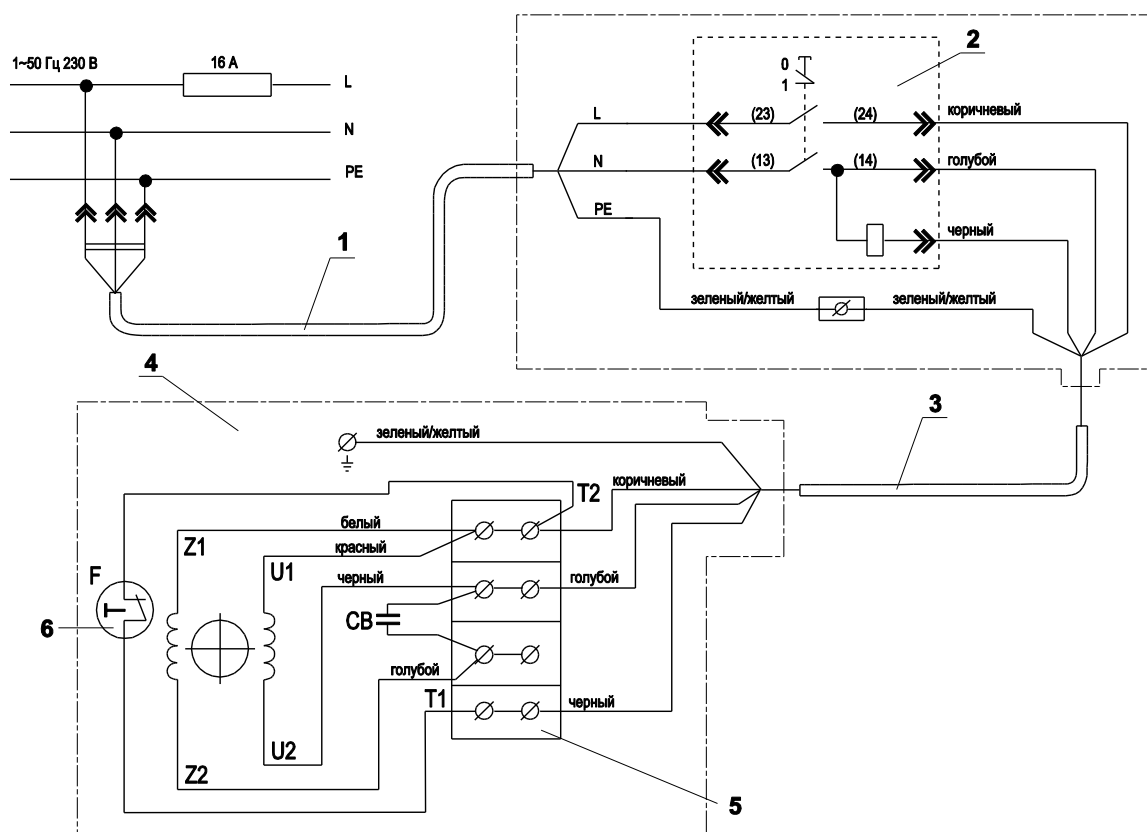 1~50 Гц 230 В
16 А
L
N
PE
1
2
0
1
L
(23)
(24)
коричневый
N
(13)
(14)
голубой
PE
черный
зеленый/желтый
зеленый/желтый
3
4
зеленый/желтый
T2
коричневый
белый
Z1
красный
U1
черный
голубой
F
T
6
CB
голубой
T1
черный
U2
Z2
5